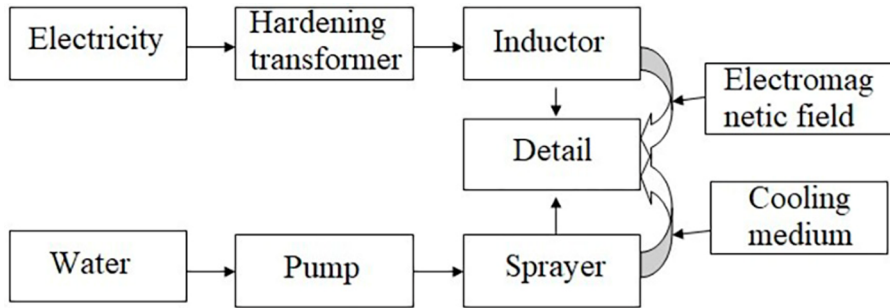 Electricity
Hardening
transformer
Inductor
Electromag
netic field
Detail
Cooling
medium
Water
Pump
Sprayer